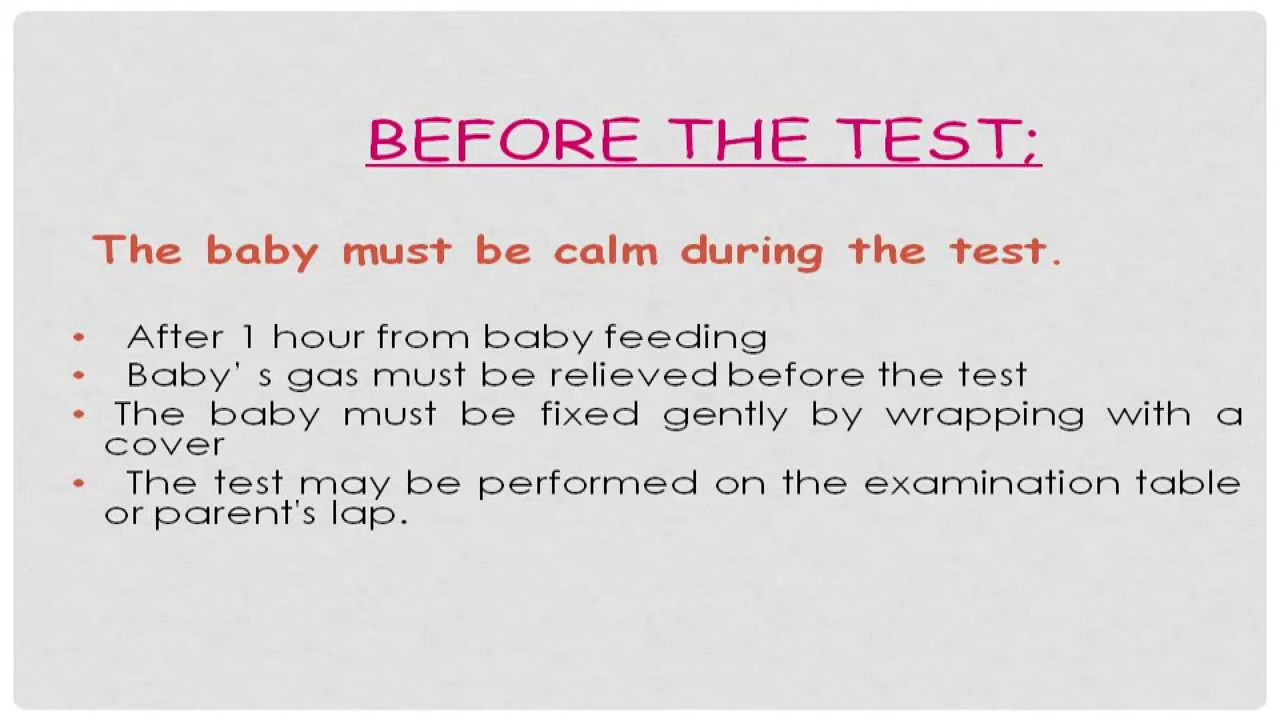 BEFORE THE TEST;
The baby must be calm during the test.
• After 1 hour from baby feeding
• Baby' s gas must be relieved before the test
• The baby must be fixed gently by wrapping with a
cover
• The test may be performed on the examination table
or parent's lap.